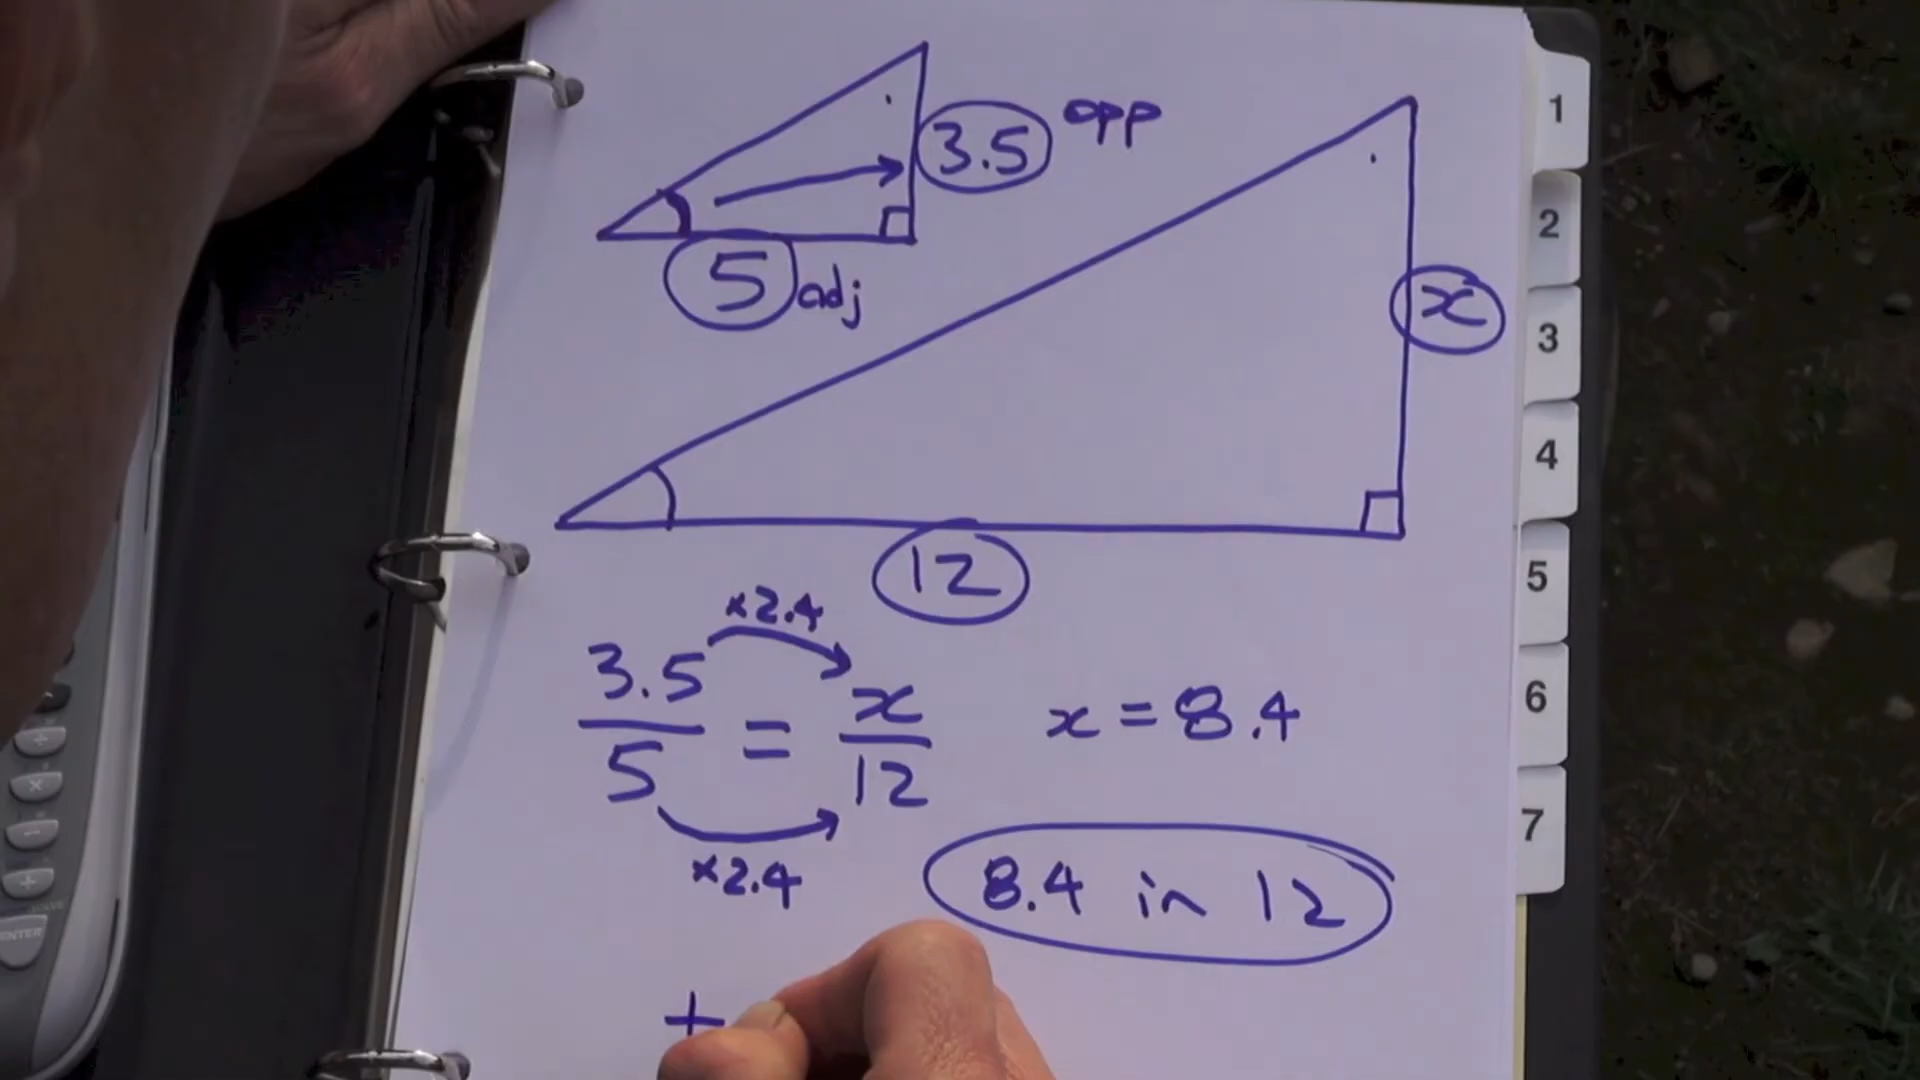 3.5 opp
5 adj
x
12
×2.4
3.5/5 = x/12
x = 8.4
×2.4
8.4 in 12
1
2
3
4
5
6
7
÷
×
−
+
ENTER